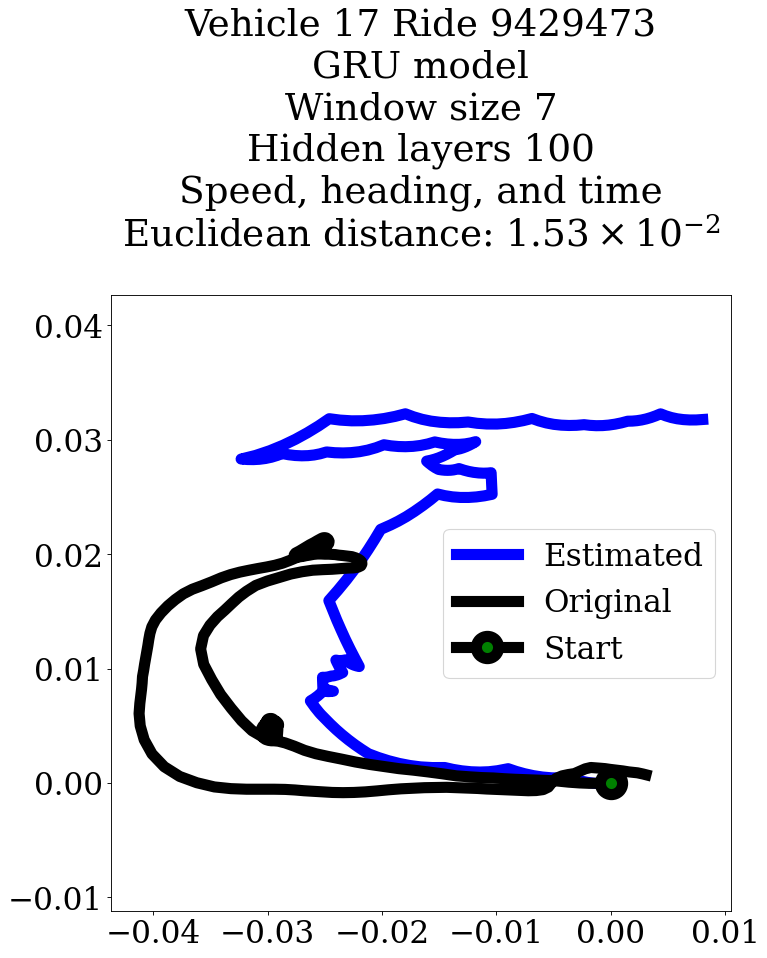 Vehicle 17 Ride 9429473
GRU model
Window size 7
Hidden layers 100
Speed, heading, and time
Euclidean distance: 1.53 × 10⁻²
0.04
0.03
0.02
0.01
0.00
−0.01
Estimated
Original
Start
−0.04 −0.03 −0.02 −0.01 0.00 0.01